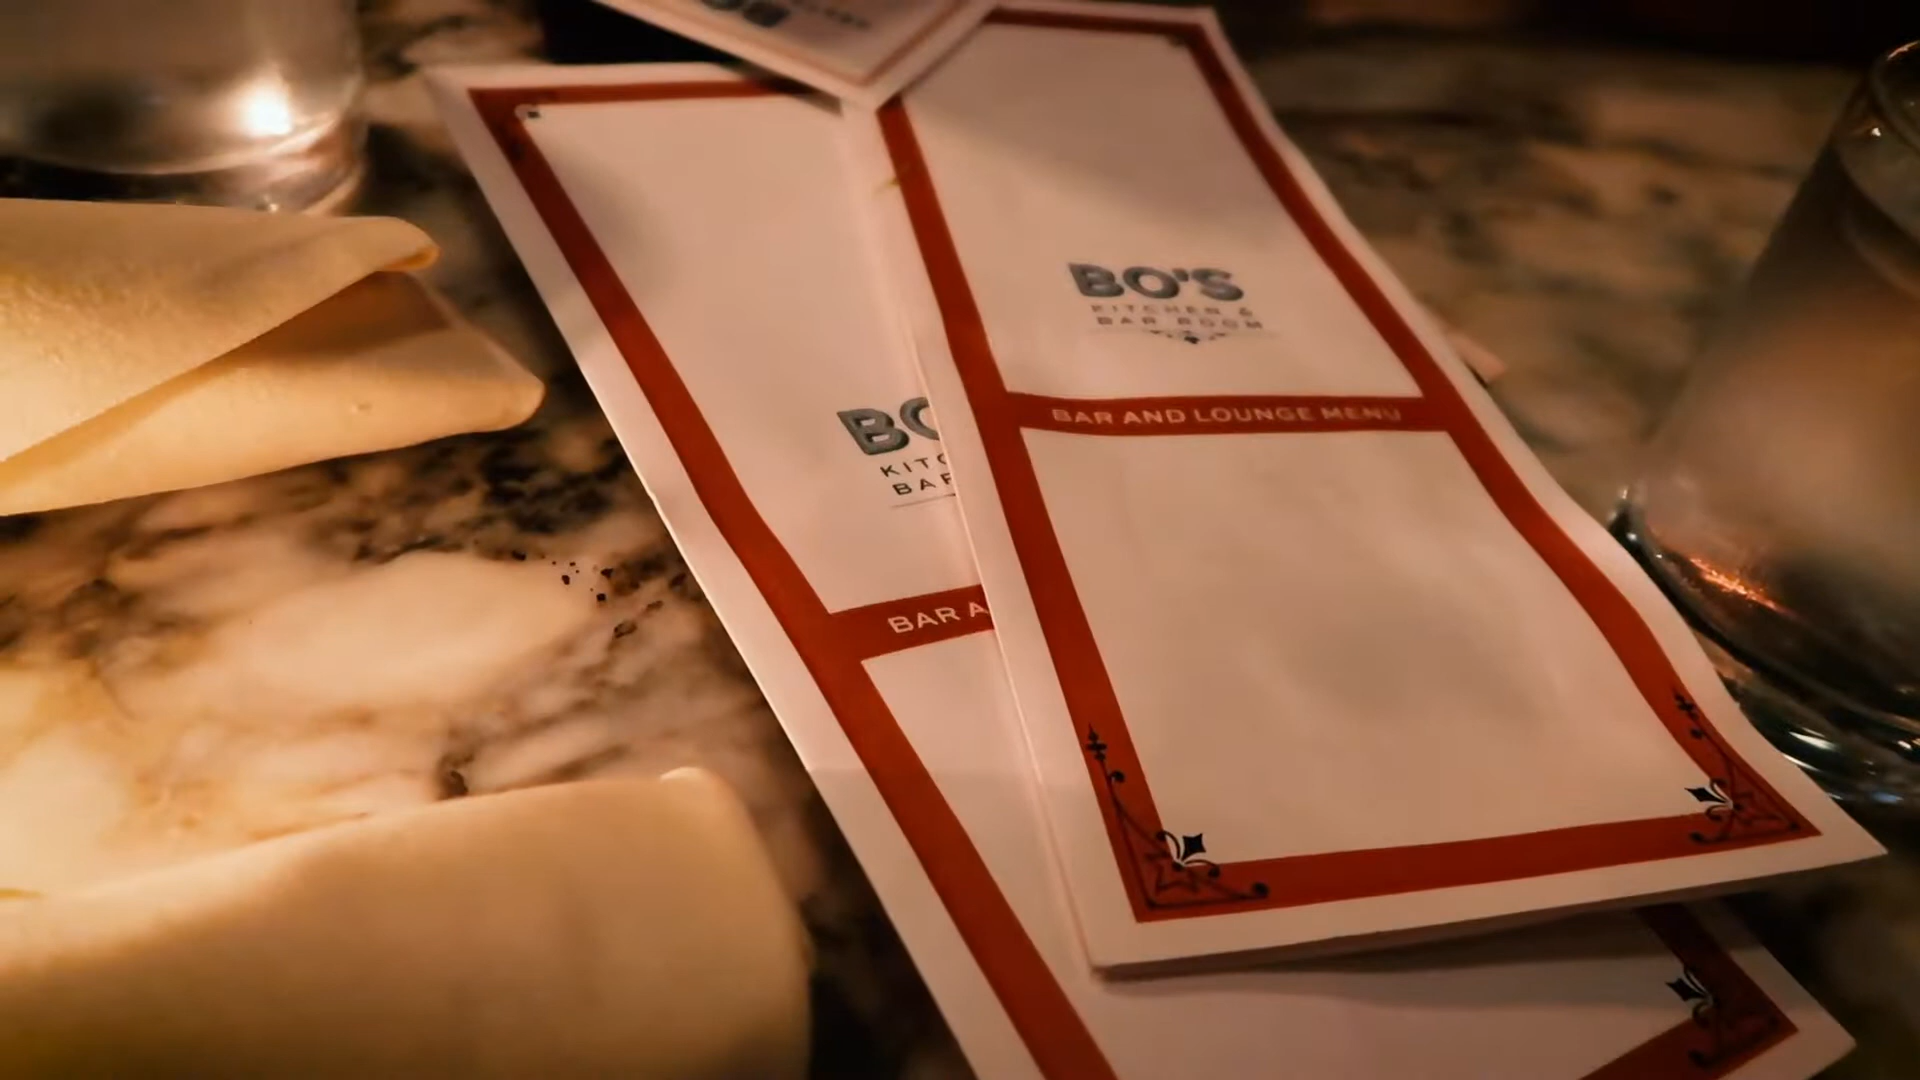 BO'S
KITCHEN &
BAR ROOM
BAR AND LOUNGE MENU
BO
KITC
BAR
BAR A